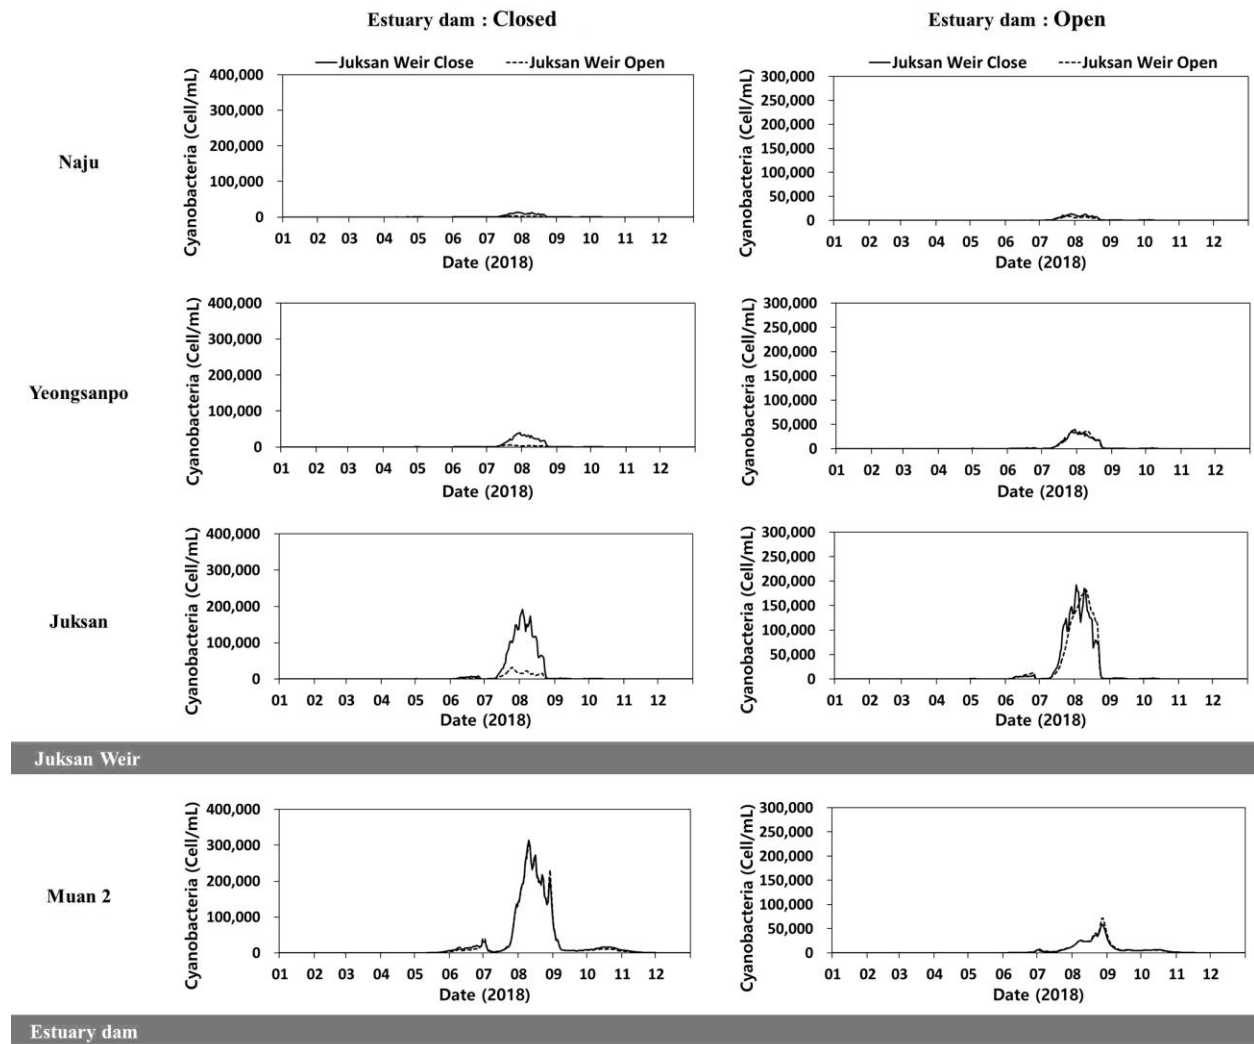 Estuary dam : Closed
Estuary dam : Open
Naju
Juksan Weir Close
Juksan Weir Open
Cyanobacteria (Cell/mL)
400,000
300,000
200,000
100,000
0
01 02 03 04 05 06 07 08 09 10 11 12
Date (2018)
Juksan Weir Close
Juksan Weir Open
Cyanobacteria (Cell/mL)
300,000
250,000
200,000
150,000
100,000
50,000
0
01 02 03 04 05 06 07 08 09 10 11 12
Date (2018)
Yeongsanpo
Cyanobacteria (Cell/mL)
400,000
300,000
200,000
100,000
0
01 02 03 04 05 06 07 08 09 10 11 12
Date (2018)
Cyanobacteria (Cell/mL)
300,000
250,000
200,000
150,000
100,000
50,000
0
01 02 03 04 05 06 07 08 09 10 11 12
Date (2018)
Juksan
Cyanobacteria (Cell/mL)
400,000
300,000
200,000
100,000
0
01 02 03 04 05 06 07 08 09 10 11 12
Date (2018)
Cyanobacteria (Cell/mL)
300,000
250,000
200,000
150,000
100,000
50,000
0
01 02 03 04 05 06 07 08 09 10 11 12
Date (2018)
Juksan Weir
Muan 2
Cyanobacteria (Cell/mL)
400,000
300,000
200,000
100,000
0
01 02 03 04 05 06 07 08 09 10 11 12
Date (2018)
Cyanobacteria (Cell/mL)
300,000
250,000
200,000
150,000
100,000
50,000
0
01 02 03 04 05 06 07 08 09 10 11 12
Date (2018)
Estuary dam